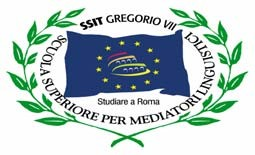 SSIT GREGORIO VII
SCUOLA SUPERIORE PER MEDIATORI LINGUISTICI
Studiare a Roma